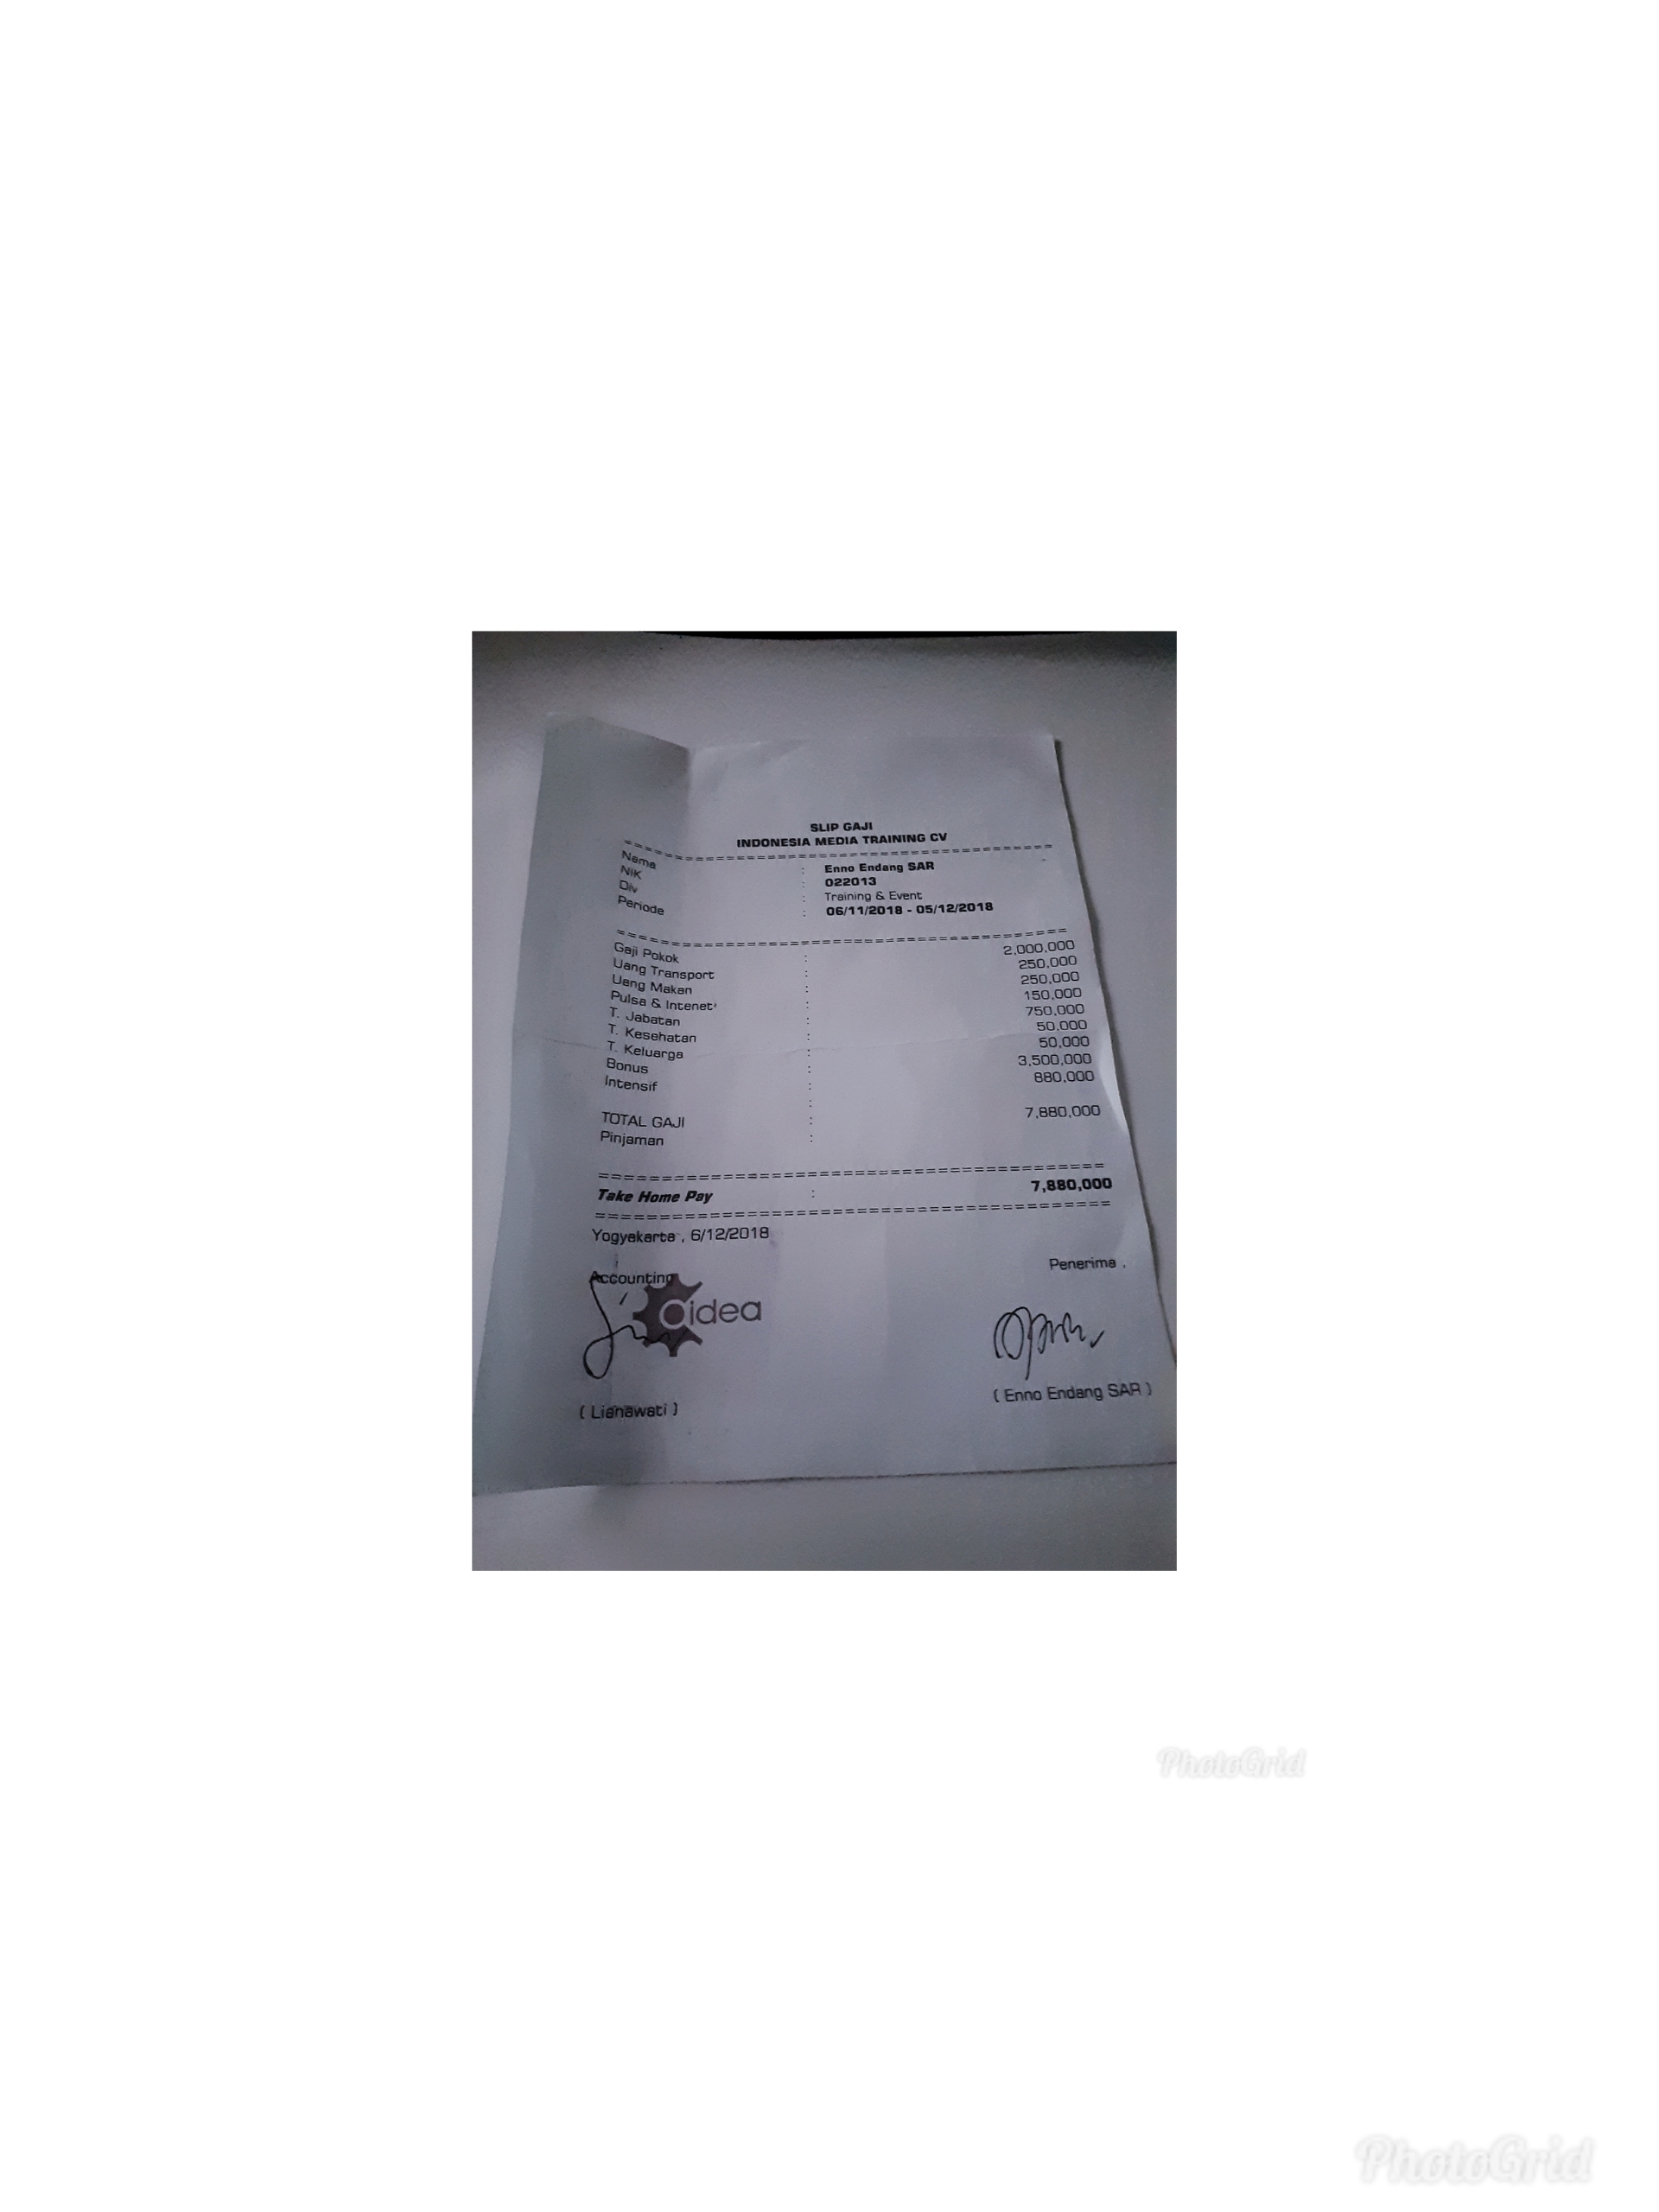 SLIP GAJI
INDONESIA MEDIA TRAINING CV
==========================================
Nama : Enno Endang SAR
NIK : 022013
Div : Training & Event
Periode : 06/11/2018 - 05/12/2018
==========================================
Gaji Pokok : 2,000,000
Uang Transport : 250,000
Uang Makan : 250,000
Pulsa & Intenet : 150,000
T. Jabatan : 750,000
T. Kesehatan : 50,000
T. Keluarga : 50,000
Bonus : 3,500,000
Intensif : 880,000
:
TOTAL GAJI : 7,880,000
Pinjaman :
==========================================
Take Home Pay : 7,880,000
==========================================
Yogyakarta , 6/12/2018
Accounting Penerima ,
aidea
( Lianawati ) ( Enno Endang SAR )
PhotoGrid
PhotoGrid